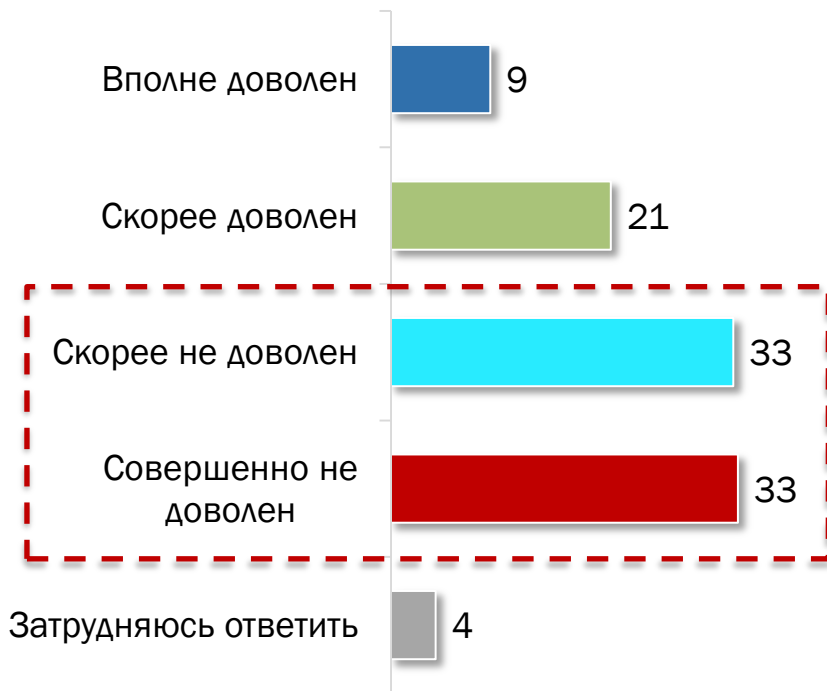 Вполне доволен 9
Скорее доволен 21
Скорее не доволен 33
Совершенно не
доволен 33
Затрудняюсь ответить 4